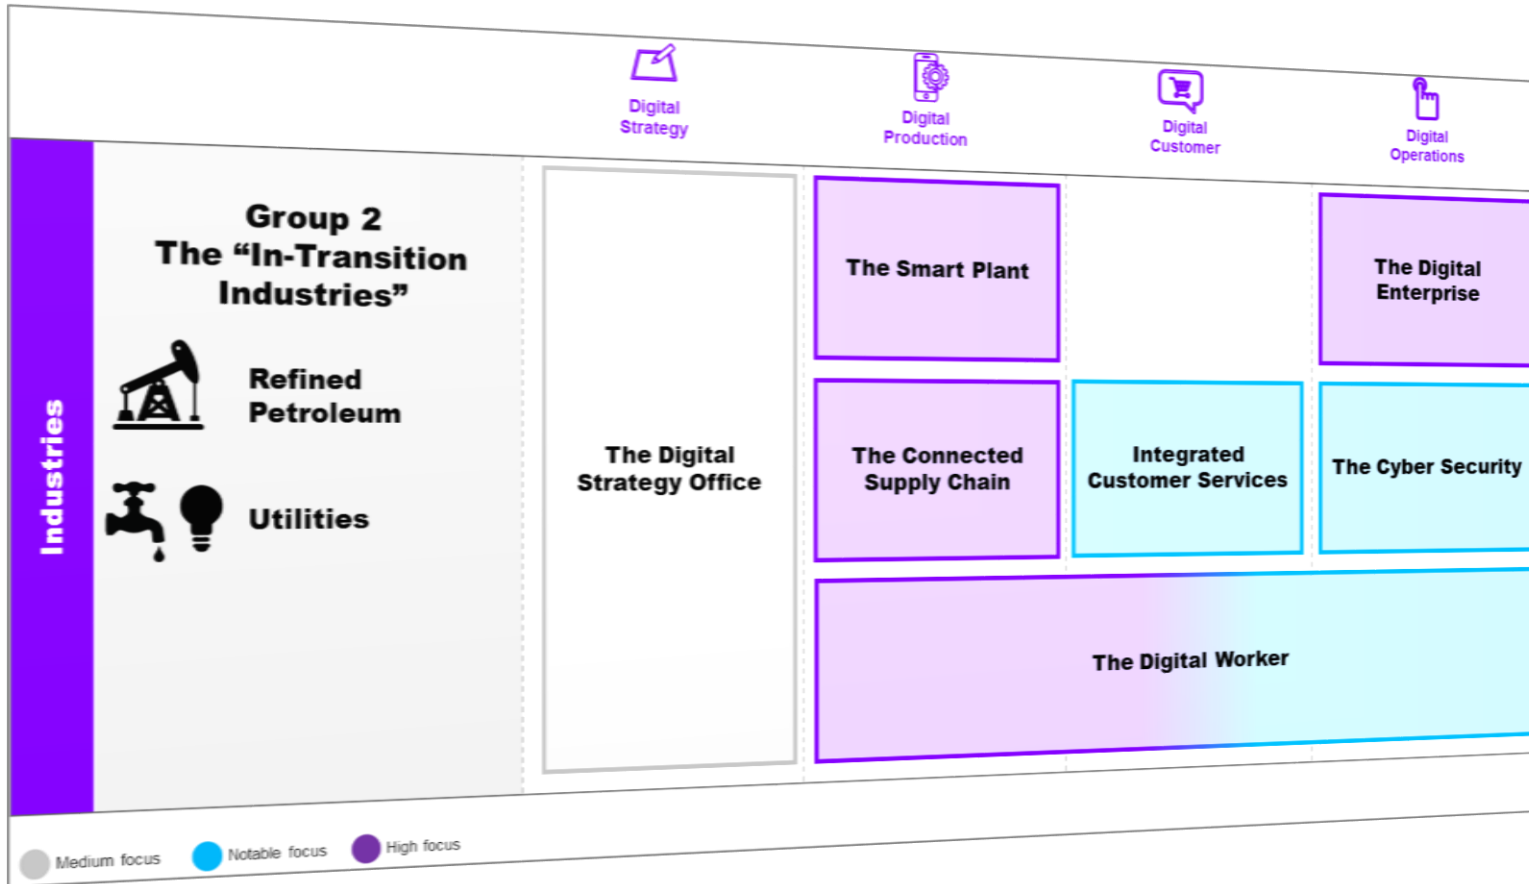 Digital
Strategy
Digital
Production
Digital
Customer
Digital
Operations
Industries
Group 2
The “In-Transition
Industries”
Refined
Petroleum
Utilities
The Digital
Strategy Office
The Smart Plant
The Digital
Enterprise
The Connected
Supply Chain
Integrated
Customer Services
The Cyber Security
The Digital Worker
Medium focus
Notable focus
High focus